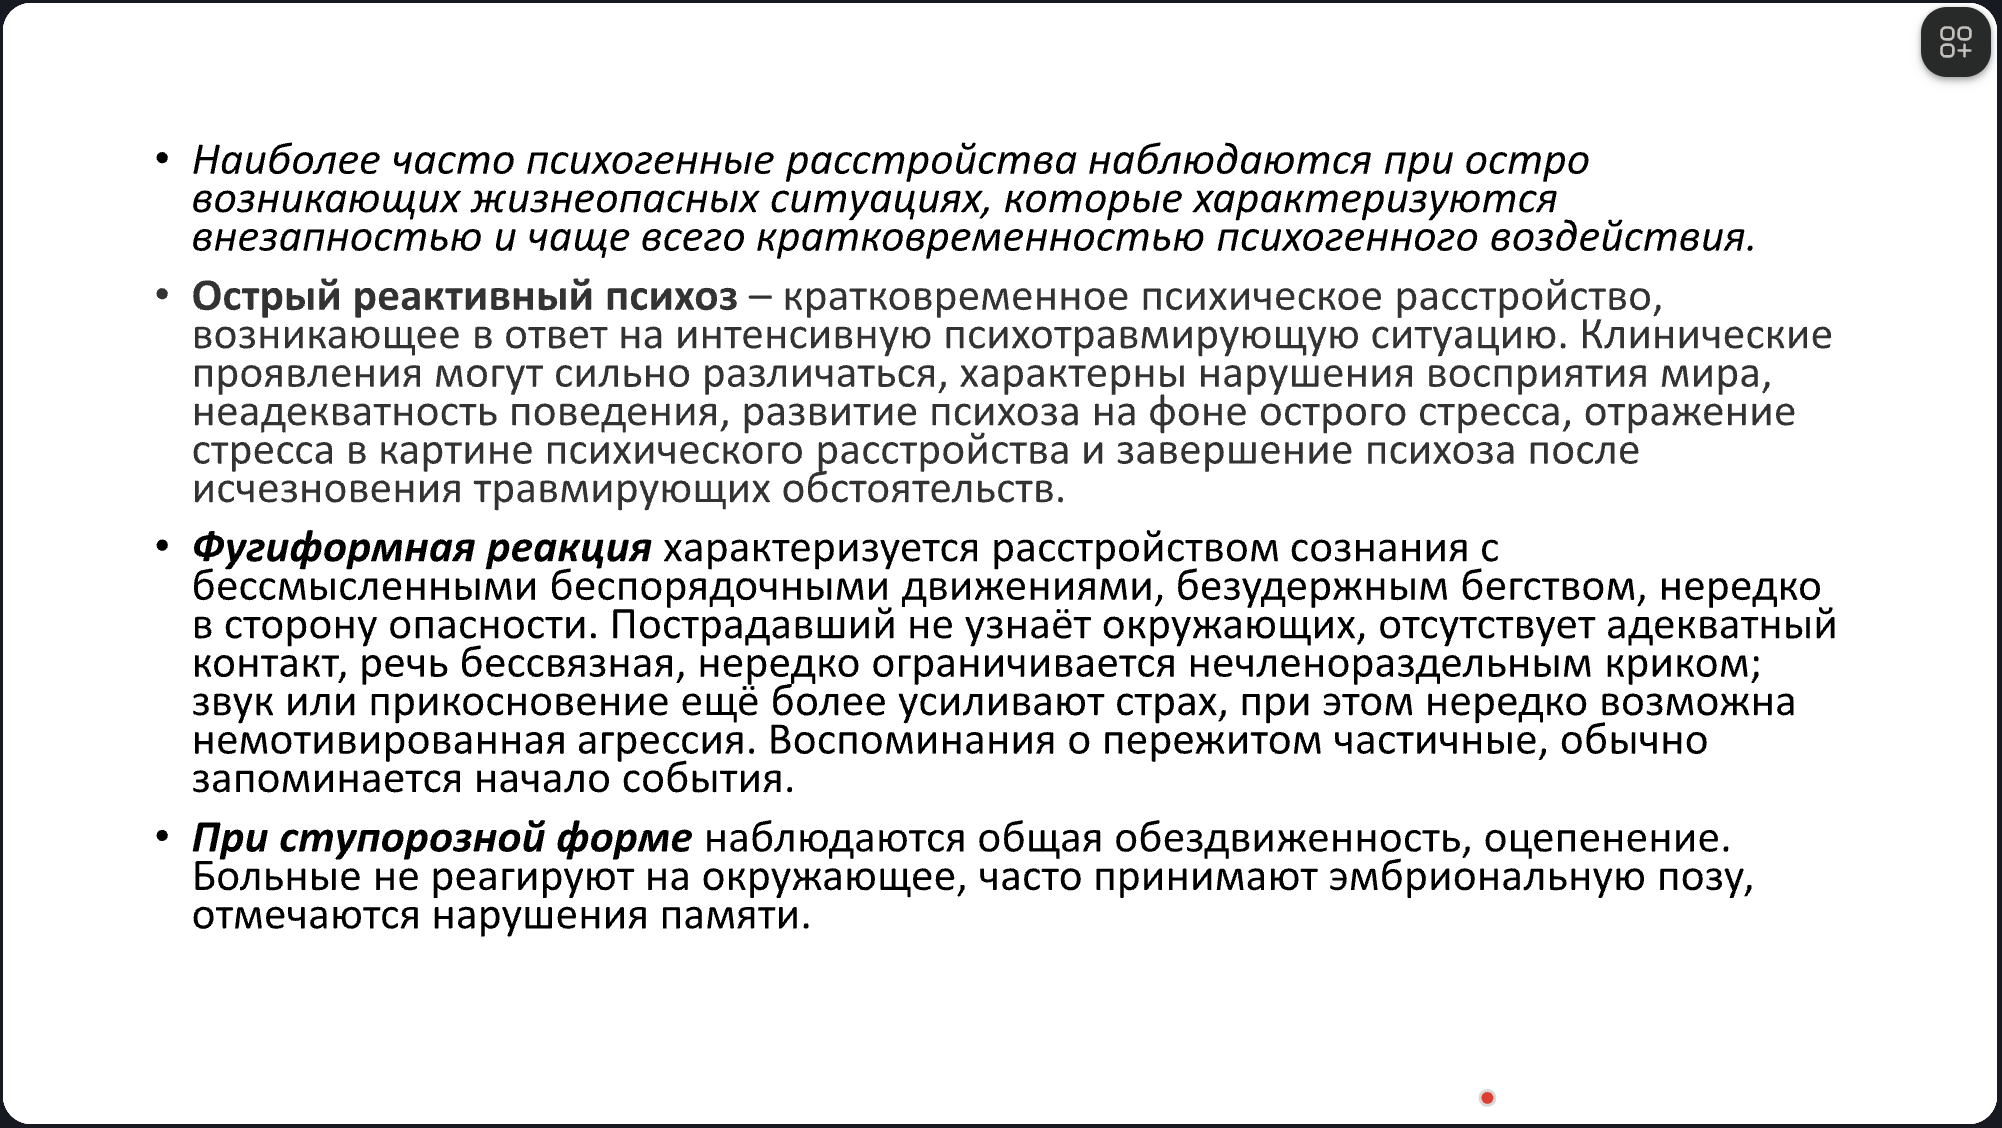 • Наиболее часто психогенные расстройства наблюдаются при остро
возникающих жизнеопасных ситуациях, которые характеризуются
внезапностью и чаще всего кратковременностью психогенного воздействия.
• Острый реактивный психоз – кратковременное психическое расстройство,
возникающее в ответ на интенсивную психотравмирующую ситуацию. Клинические
проявления могут сильно различаться, характерны нарушения восприятия мира,
неадекватность поведения, развитие психоза на фоне острого стресса, отражение
стресса в картине психического расстройства и завершение психоза после
исчезновения травмирующих обстоятельств.
• Фугиформная реакция характеризуется расстройством сознания с
бессмысленными беспорядочными движениями, безудержным бегством, нередко
в сторону опасности. Пострадавший не узнаёт окружающих, отсутствует адекватный
контакт, речь бессвязная, нередко ограничивается нечленораздельным криком;
звук или прикосновение ещё более усиливают страх, при этом нередко возможна
немотивированная агрессия. Воспоминания о пережитом частичные, обычно
запоминается начало события.
• При ступорозной форме наблюдаются общая обездвиженность, оцепенение.
Больные не реагируют на окружающее, часто принимают эмбриональную позу,
отмечаются нарушения памяти.